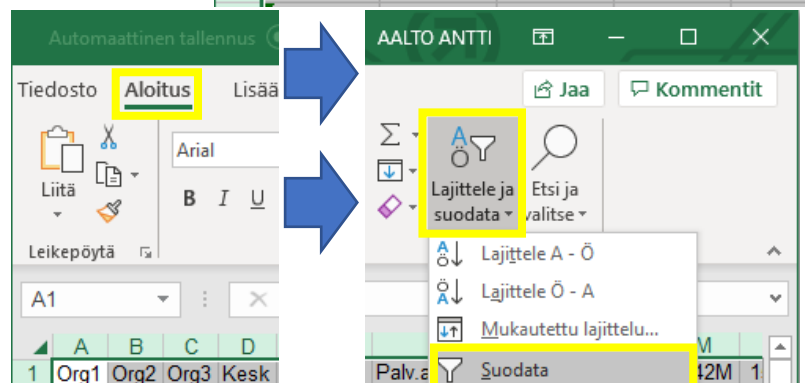 Automaattinen tallennus
AALTO ANTTI
Tiedosto Aloitus Lisää
Jaa Kommentit
Liitä
Arial
B I U
Leikepöytä
Lajittele ja suodata
Etsi ja valitse
Lajittele A - Ö
Lajittele Ö - A
Mukautettu lajittelu...
Suodata
A1
A B C D
M
1 Org1 Org2 Org3 Kesk
Palv.a
42M